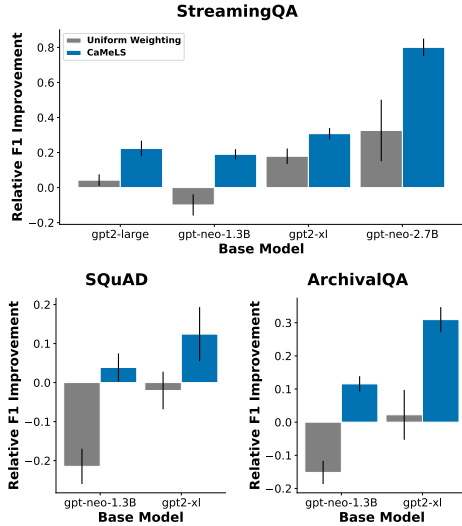 StreamingQA
Relative F1 Improvement
0.8
0.6
0.4
0.2
0.0
−0.2
Uniform Weighting
CaMeLS
gpt2-large
gpt-neo-1.3B
gpt2-xl
gpt-neo-2.7B
Base Model
SQuAD
Relative F1 Improvement
0.2
0.1
0.0
−0.1
−0.2
gpt-neo-1.3B
gpt2-xl
Base Model
ArchivalQA
Relative F1 Improvement
0.3
0.2
0.1
0.0
−0.1
−0.2
gpt-neo-1.3B
gpt2-xl
Base Model